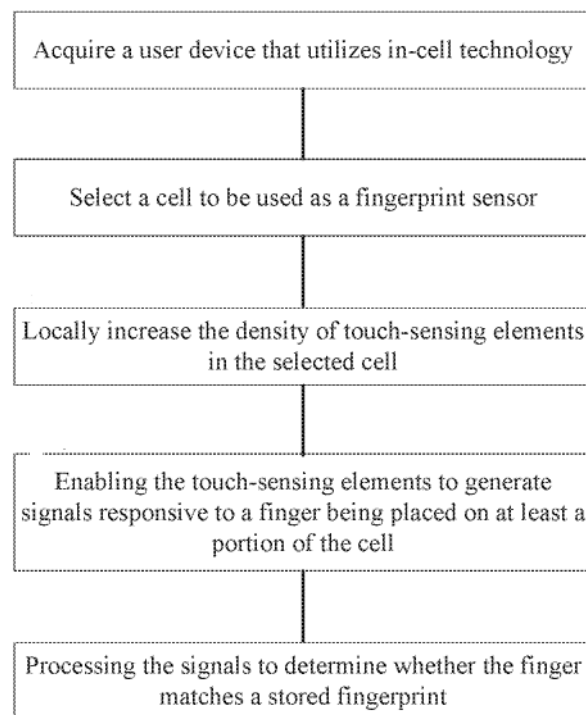 Acquire a user device that utilizes in-cell technology
Select a cell to be used as a fingerprint sensor
Locally increase the density of touch-sensing elements
in the selected cell
Enabling the touch-sensing elements to generate
signals responsive to a finger being placed on at least a
portion of the cell
Processing the signals to determine whether the finger
matches a stored fingerprint